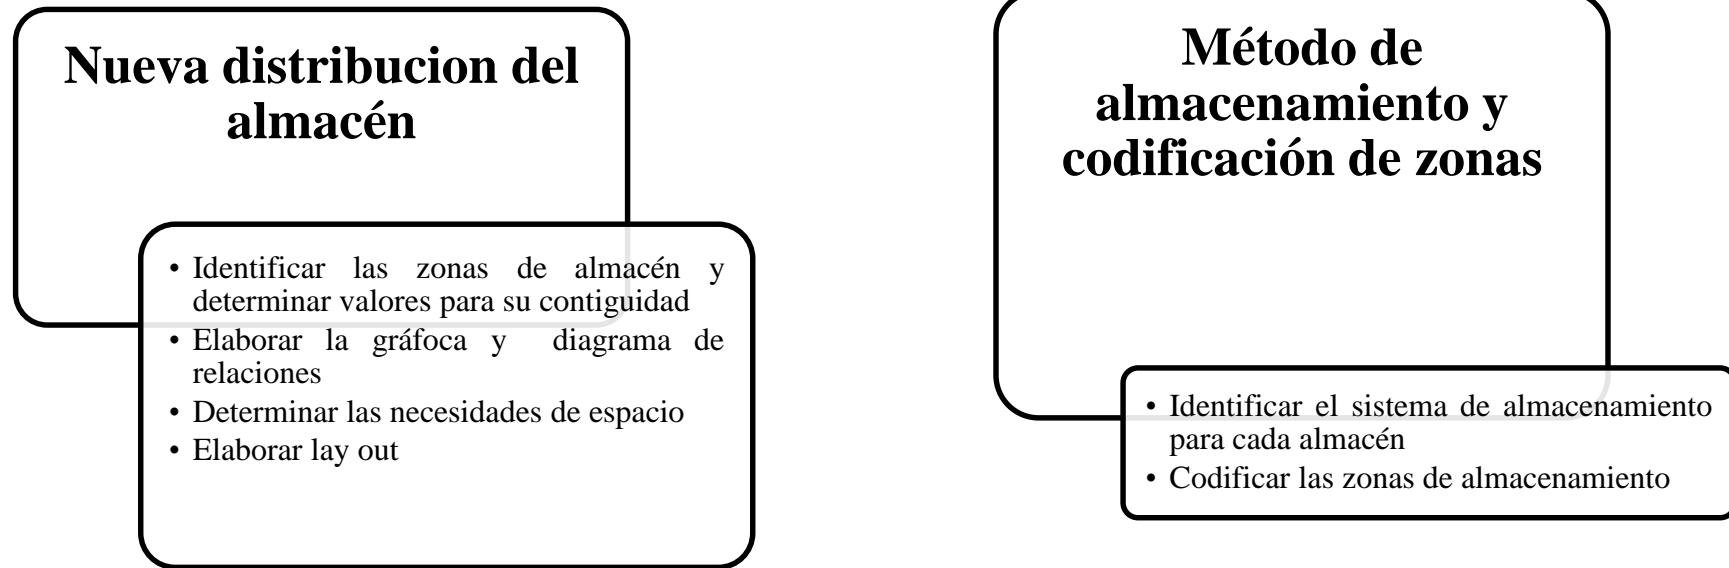 Nueva distribucion del
almacén
• Identificar las zonas de almacén y
determinar valores para su contiguidad
• Elaborar la gráfoca y diagrama de
relaciones
• Determinar las necesidades de espacio
• Elaborar lay out
Método de
almacenamiento y
codificación de zonas
• Identificar el sistema de almacenamiento
para cada almacén
• Codificar las zonas de almacenamiento